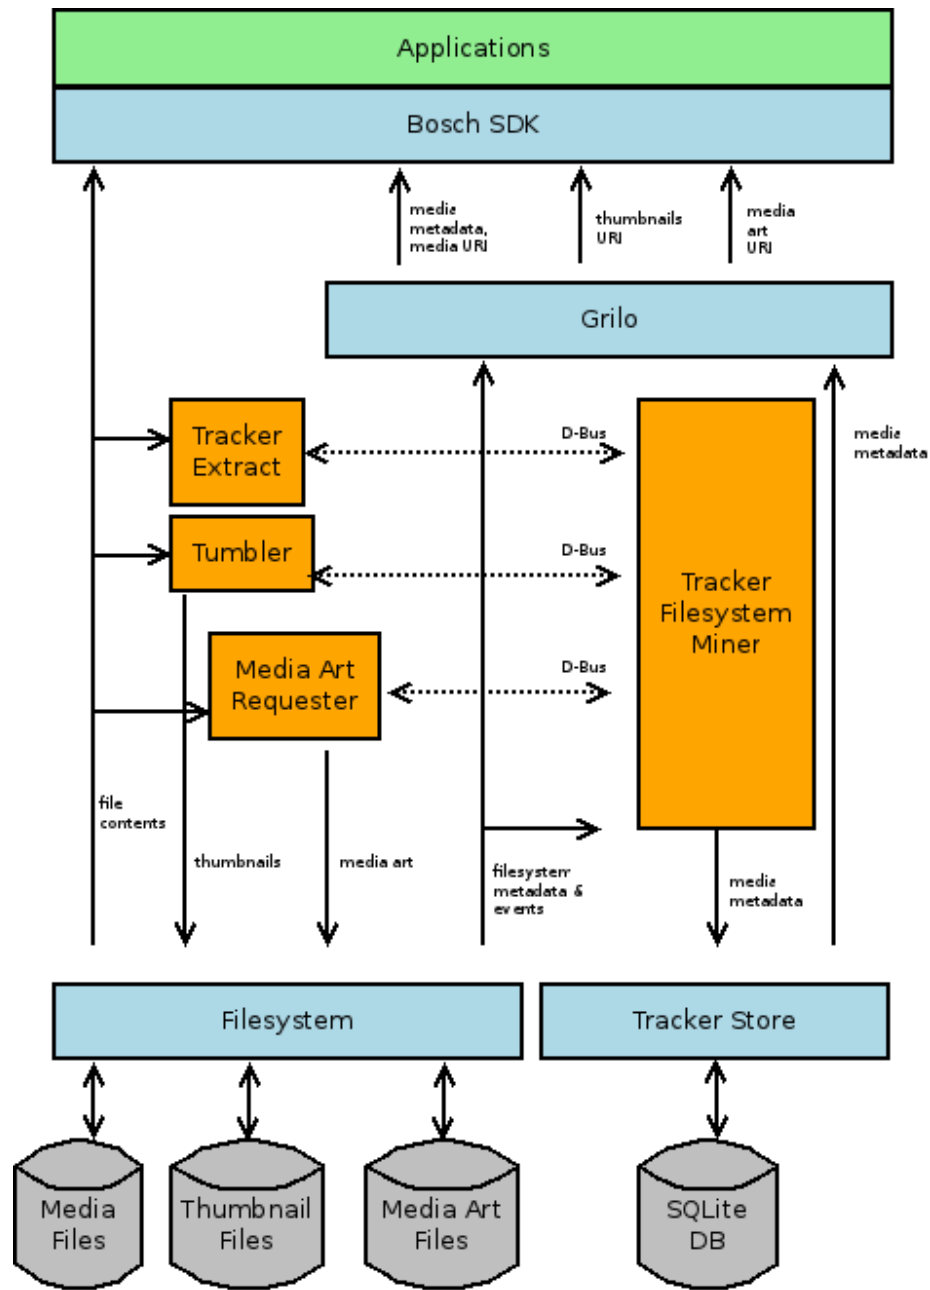 Applications
Bosch SDK
media
metadata,
media URI
thumbnails
URI
media
art
URI
Grilo
Tracker
Extract
D-Bus
media
metadata
Tumbler
D-Bus
Tracker
Filesystem
Miner
Media Art
Requester
D-Bus
file
contents
thumbnails
media art
filesystem
metadata &
events
media
metadata
Filesystem
Tracker Store
Media
Files
Thumbnail
Files
Media Art
Files
SQLite
DB